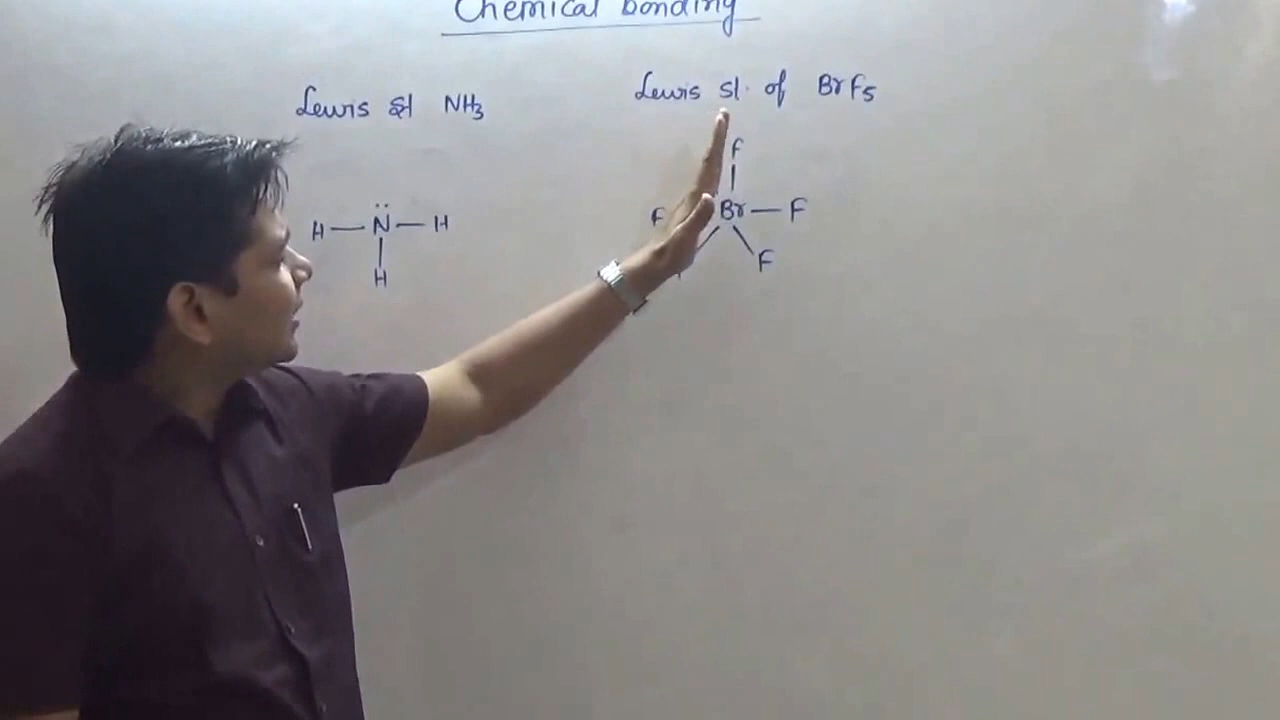 Chemical bonding
Lewis st NH3
H — N̈ — H
H
Lewis st. of BrF5
F
F Br — F
F